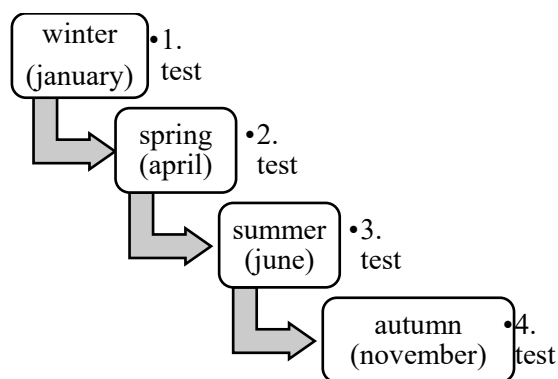 winter
(january)
•1.
test
spring
(april)
•2.
test
summer
(june)
•3.
test
autumn
(november)
•4.
test